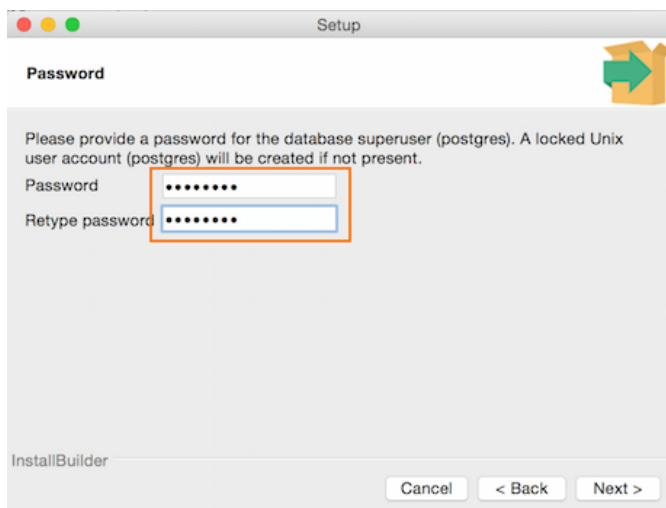 Setup
Password
Please provide a password for the database superuser (postgres). A locked Unix
user account (postgres) will be created if not present.
Password ••••••••
Retype password ••••••••
InstallBuilder
Cancel < Back Next >